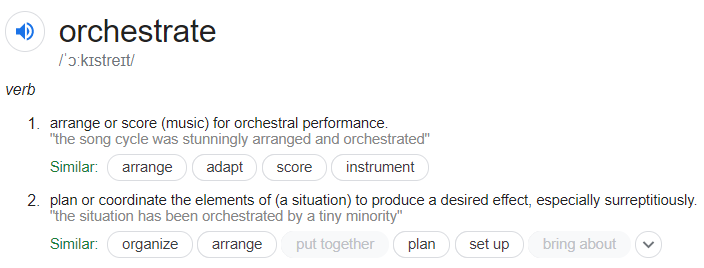 orchestrate
/ˈɔːkɪstreɪt/
verb
1. arrange or score (music) for orchestral performance.
"the song cycle was stunningly arranged and orchestrated"
Similar: arrange adapt score instrument
2. plan or coordinate the elements of (a situation) to produce a desired effect, especially surreptitiously.
"the situation has been orchestrated by a tiny minority"
Similar: organize arrange put together plan set up bring about